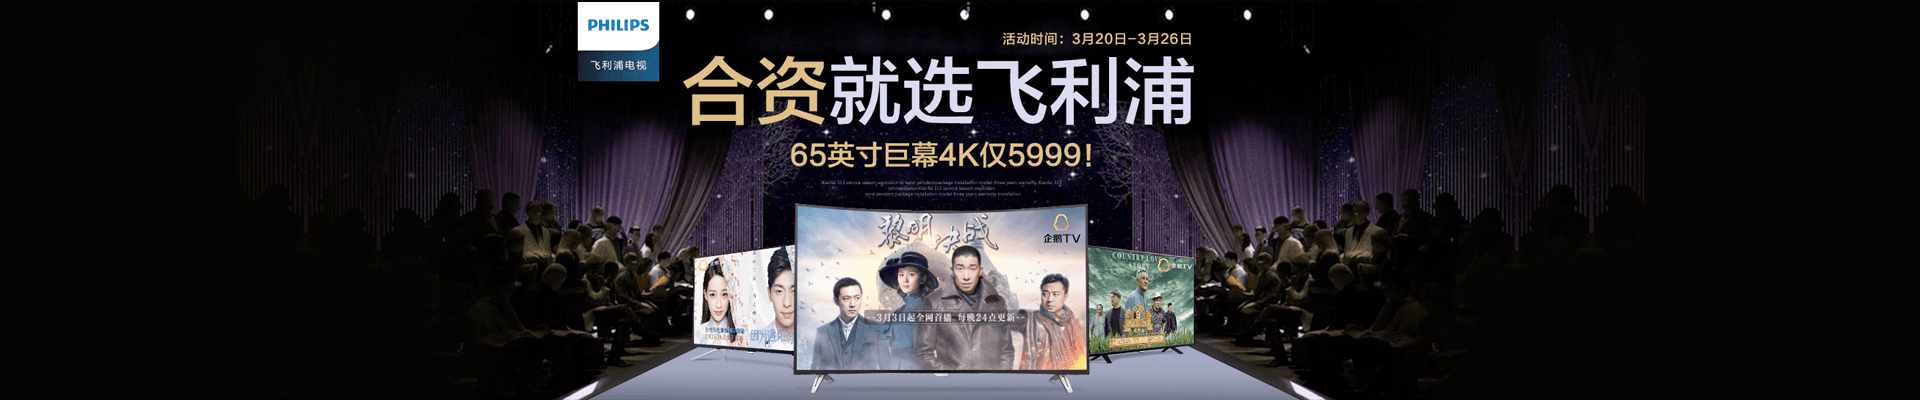 PHILIPS
飞利浦电视
活动时间：3月20日-3月26日
合资就选飞利浦
65英寸巨幕4K仅5999！
黎明决战
企鹅TV
3月3日起全网首播 每晚24点更新
COUNTRY LOVE
STORY
企鹅TV